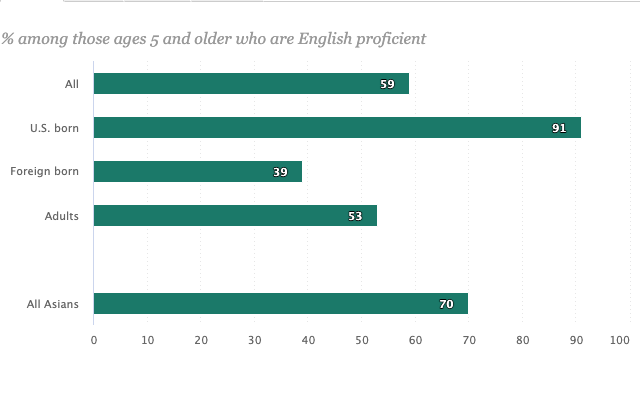 % among those ages 5 and older who are English proficient
All 59
U.S. born 91
Foreign born 39
Adults 53
All Asians 70
0 10 20 30 40 50 60 70 80 90 100